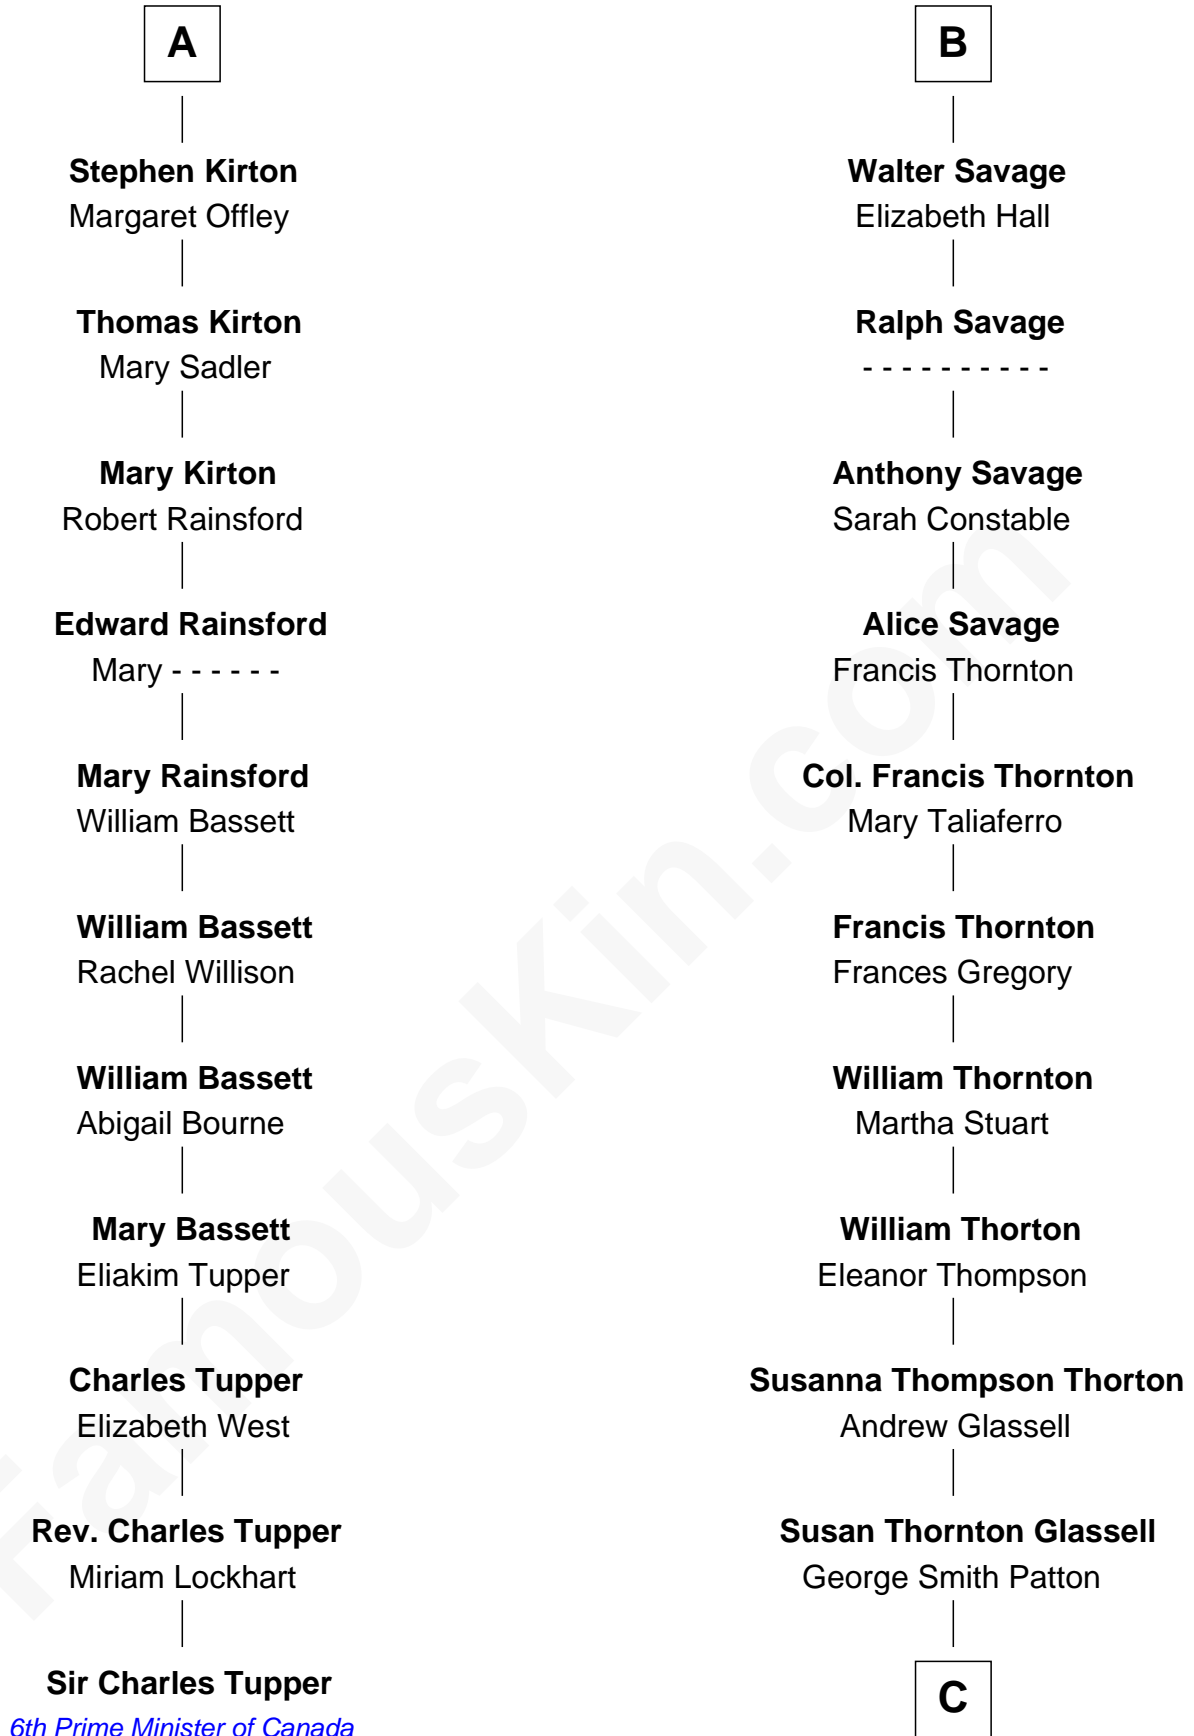 A
Stephen Kirton
Margaret Offley
Thomas Kirton
Mary Sadler
Mary Kirton
Robert Rainsford
Edward Rainsford
Mary - - - - - -
Mary Rainsford
William Bassett
William Bassett
Rachel Willison
William Bassett
Abigail Bourne
Mary Bassett
Eliakim Tupper
Charles Tupper
Elizabeth West
Rev. Charles Tupper
Miriam Lockhart
Sir Charles Tupper
6th Prime Minister of Canada
B
Walter Savage
Elizabeth Hall
Ralph Savage
- - - - - - - - - -
Anthony Savage
Sarah Constable
Alice Savage
Francis Thornton
Col. Francis Thornton
Mary Taliaferro
Francis Thornton
Frances Gregory
William Thornton
Martha Stuart
William Thorton
Eleanor Thompson
Susanna Thompson Thorton
Andrew Glassell
Susan Thornton Glassell
George Smith Patton
C
FamousKin.com